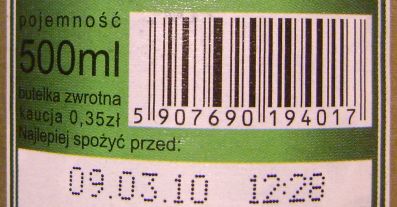 pojemność
500ml
butelka zwrotna
kaucja 0,35zł
Najlepiej spożyć przed:
5 907690 194017
09.03.10 12:28